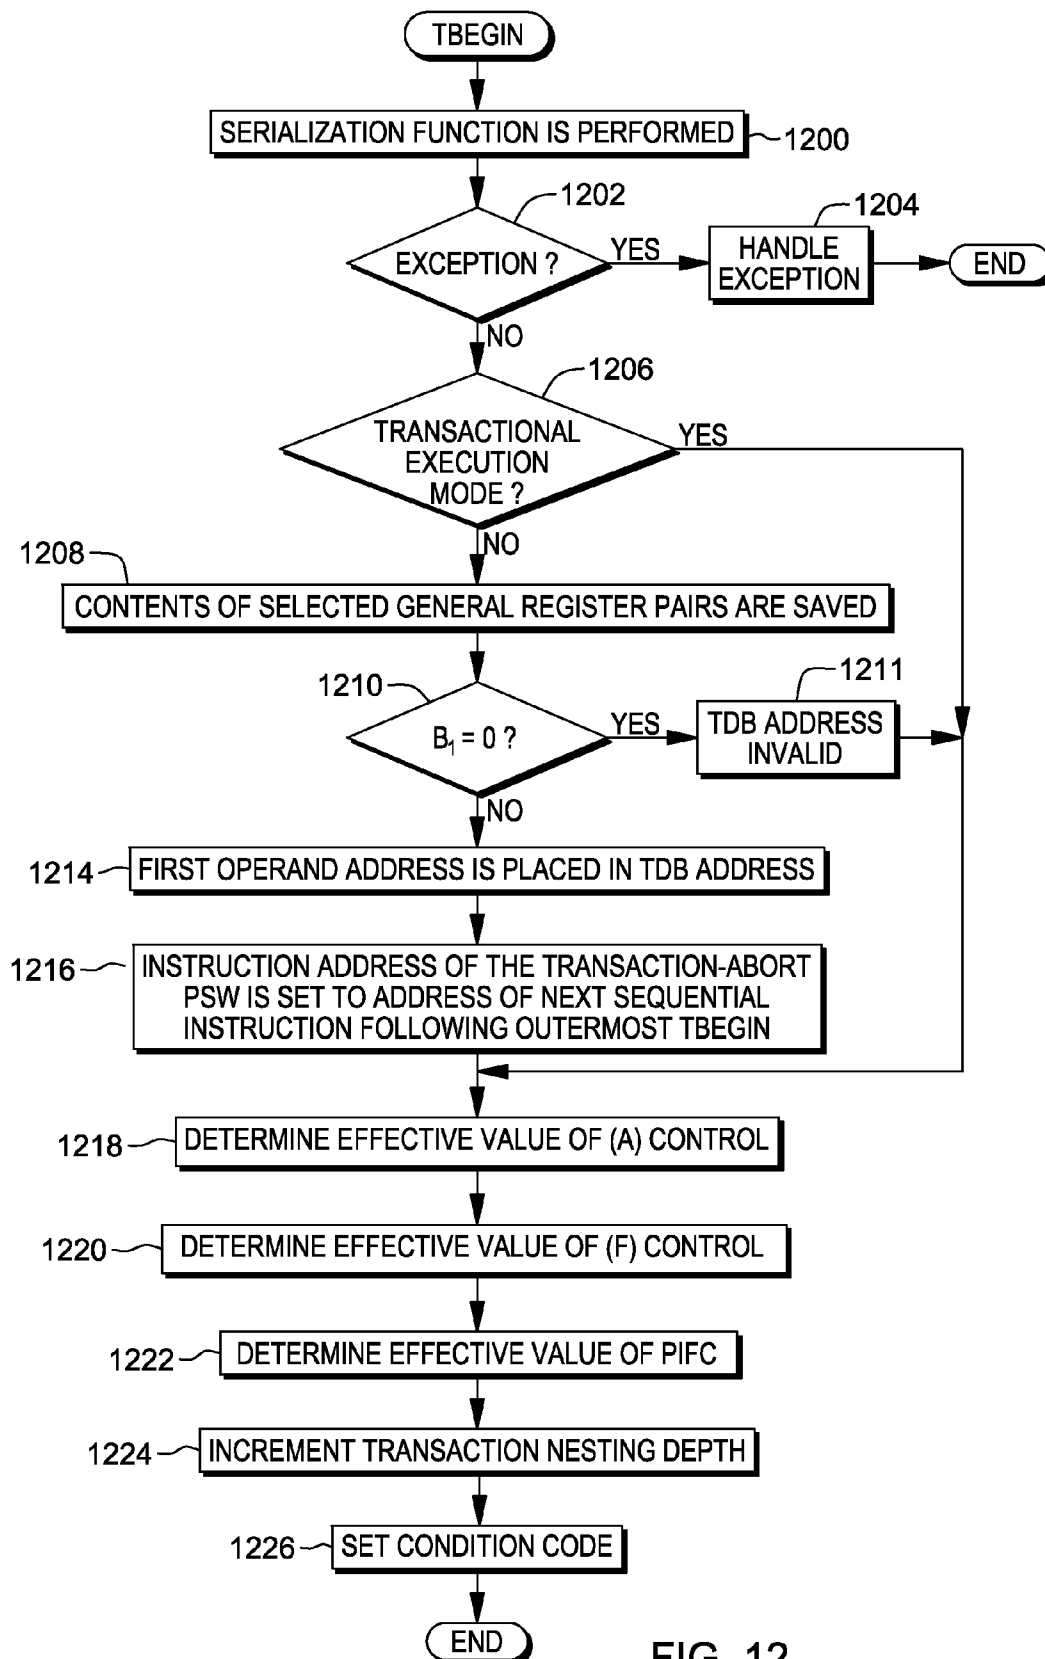 TBEGIN
SERIALIZATION FUNCTION IS PERFORMED
1200
1202
EXCEPTION ?
YES
1204
HANDLE
EXCEPTION
END
NO
1206
TRANSACTIONAL
EXECUTION
MODE ?
YES
NO
1208
CONTENTS OF SELECTED GENERAL REGISTER PAIRS ARE SAVED
1210
B1 = 0 ?
YES
1211
TDB ADDRESS
INVALID
NO
1214
FIRST OPERAND ADDRESS IS PLACED IN TDB ADDRESS
1216
INSTRUCTION ADDRESS OF THE TRANSACTION-ABORT
PSW IS SET TO ADDRESS OF NEXT SEQUENTIAL
INSTRUCTION FOLLOWING OUTERMOST TBEGIN
1218
DETERMINE EFFECTIVE VALUE OF (A) CONTROL
1220
DETERMINE EFFECTIVE VALUE OF (F) CONTROL
1222
DETERMINE EFFECTIVE VALUE OF PIFC
1224
INCREMENT TRANSACTION NESTING DEPTH
1226
SET CONDITION CODE
END
FIG. 12